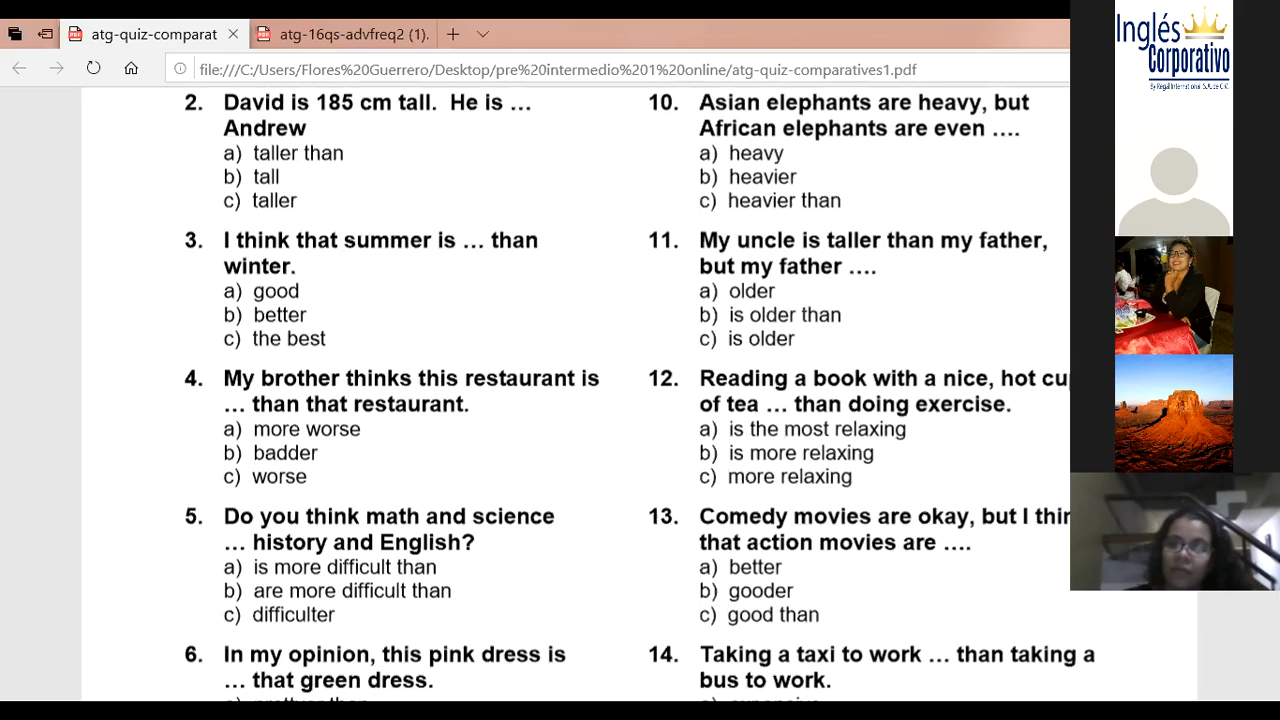 atg-quiz-comparat
atg-16qs-advfreq2 (1).
file:///C:/Users/Flores%20Guerrero/Desktop/pre%20intermedio%201%20online/atg-quiz-comparatives1.pdf
Inglés
Corporativo
By Regal International, S.A. de C.V.
2. David is 185 cm tall. He is …
Andrew
a) taller than
b) tall
c) taller
3. I think that summer is … than
winter.
a) good
b) better
c) the best
4. My brother thinks this restaurant is
… than that restaurant.
a) more worse
b) badder
c) worse
5. Do you think math and science
… history and English?
a) is more difficult than
b) are more difficult than
c) difficulter
6. In my opinion, this pink dress is
… that green dress.
10. Asian elephants are heavy, but
African elephants are even ….
a) heavy
b) heavier
c) heavier than
11. My uncle is taller than my father,
but my father ….
a) older
b) is older than
c) is older
12. Reading a book with a nice, hot cu
of tea … than doing exercise.
a) is the most relaxing
b) is more relaxing
c) more relaxing
13. Comedy movies are okay, but I thin
that action movies are ….
a) better
b) gooder
c) good than
14. Taking a taxi to work … than taking a
bus to work.